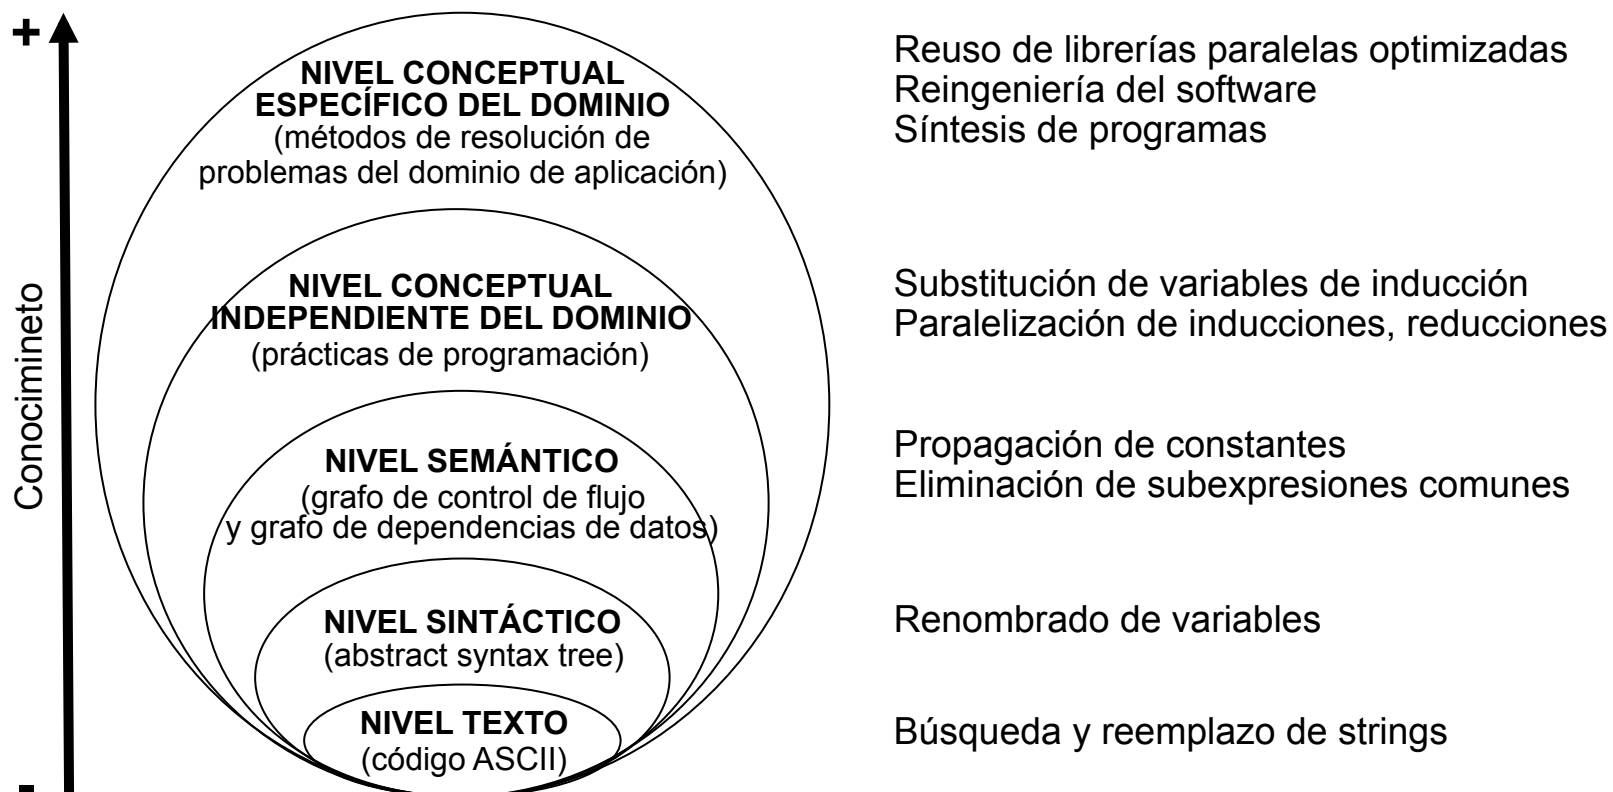 +
NIVEL CONCEPTUAL
ESPECÍFICO DEL DOMINIO
(métodos de resolución de
problemas del dominio de aplicación)
Reuso de librerías paralelas optimizadas
Reingeniería del software
Síntesis de programas
NIVEL CONCEPTUAL
INDEPENDIENTE DEL DOMINIO
(prácticas de programación)
Substitución de variables de inducción
Paralelización de inducciones, reducciones
Conocimineto
NIVEL SEMÁNTICO
(grafo de control de flujo
y grafo de dependencias de datos)
Propagación de constantes
Eliminación de subexpresiones comunes
NIVEL SINTÁCTICO
(abstract syntax tree)
Renombrado de variables
NIVEL TEXTO
(código ASCII)
Búsqueda y reemplazo de strings
-